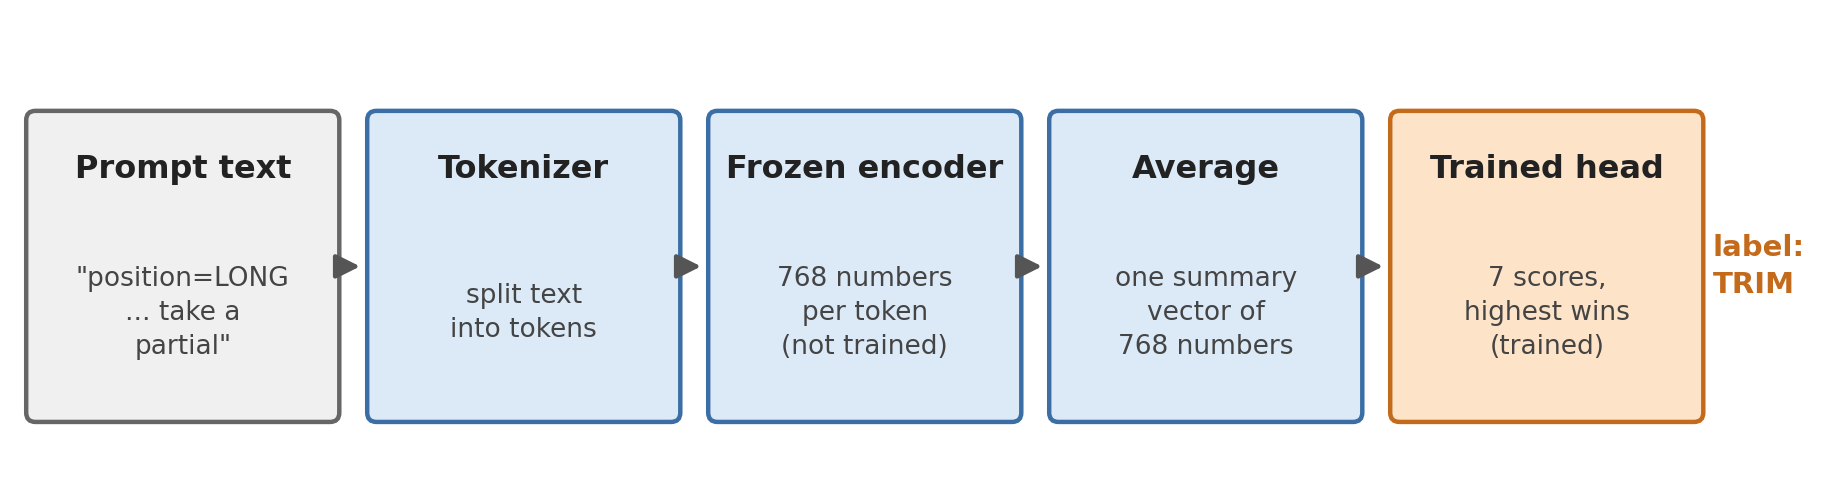 Prompt text
"position=LONG
... take a
partial"
Tokenizer
split text
into tokens
Frozen encoder
768 numbers
per token
(not trained)
Average
one summary
vector of
768 numbers
Trained head
7 scores,
highest wins
(trained)
label:
TRIM